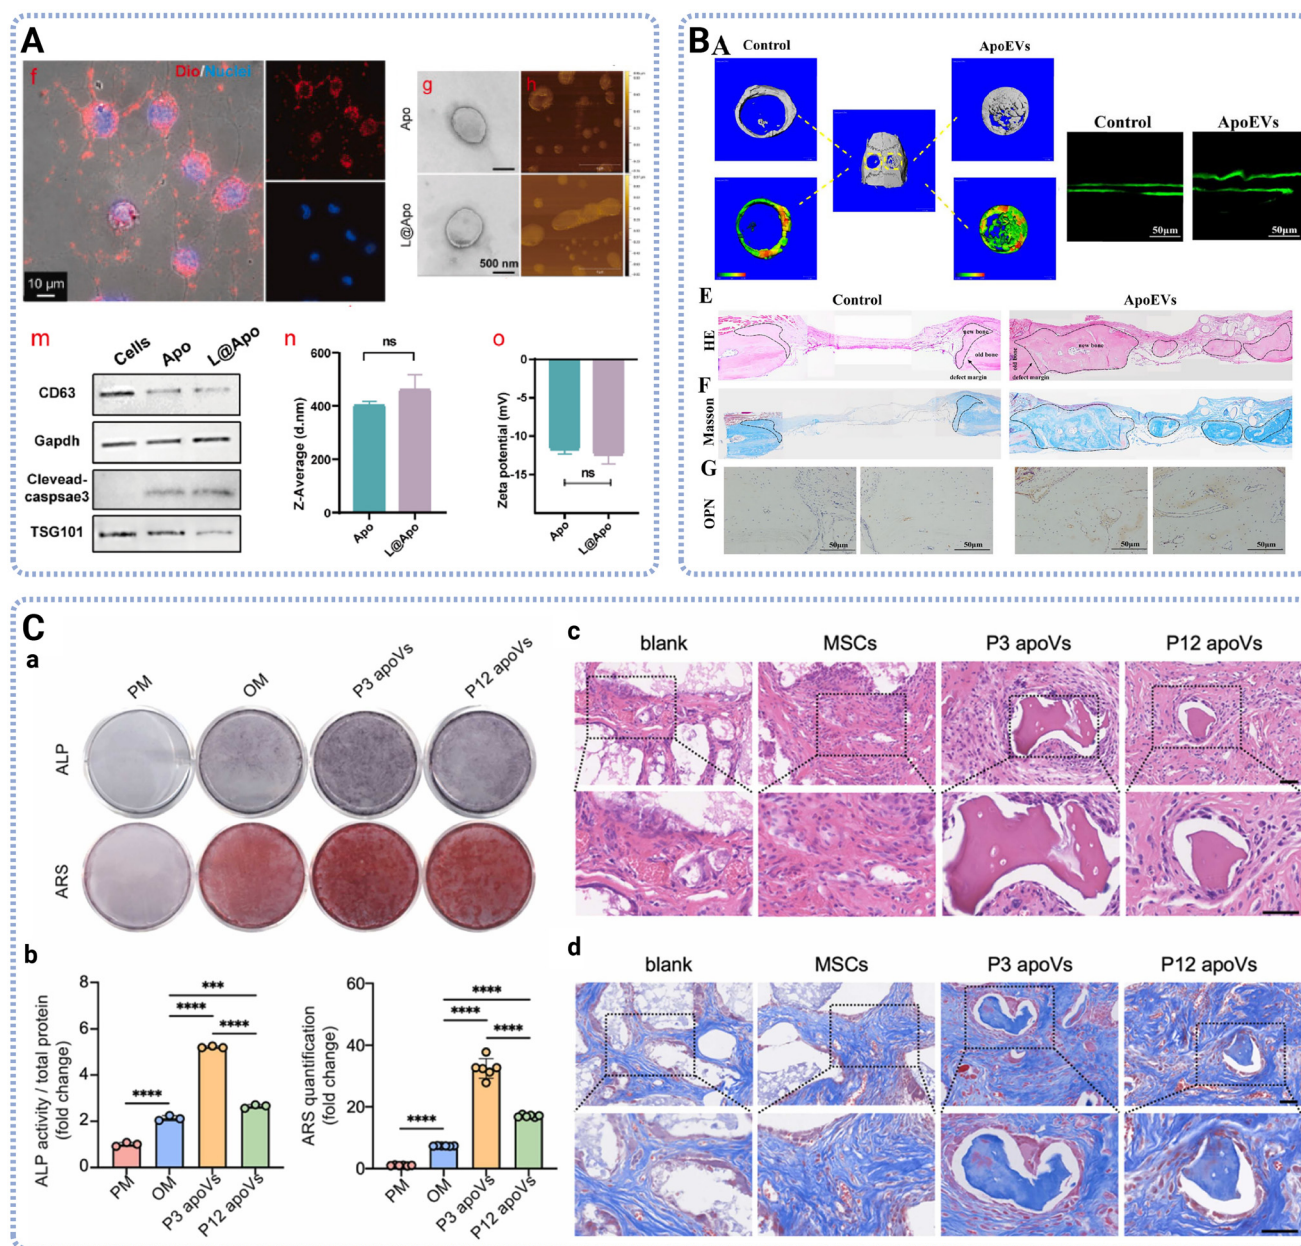 A
f
Dio/Nuclei
10 µm
g
h
Apo
L@Apo
500 nm
m
Cells
Apo
L@Apo
CD63
Gapdh
Clevead-
caspsae3
TSG101
n
ns
Z-Average (d.nm)
600
400
200
0
Apo
L@Apo
o
Zeta potential (mV)
0
-5
-10
-15
ns
Apo
L@Apo
B
A
Control
ApoEVs
Control
ApoEVs
50µm
50µm
E
Control
ApoEVs
HE
new bone
old bone
defect margin
old bone
new bone
defect margin
F
Masson
G
OPN
50µm
50µm
50µm
50µm
C
a
PM
OM
P3 apoVs
P12 apoVs
ALP
ARS
b
ALP activity / total protein
(fold change)
8
6
4
2
0
***
****
****
****
PM
OM
P3 apoVs
P12 apoVs
ARS quantification
(fold change)
60
40
20
0
****
****
****
****
PM
OM
P3 apoVs
P12 apoVs
c
blank
MSCs
P3 apoVs
P12 apoVs
d
blank
MSCs
P3 apoVs
P12 apoVs